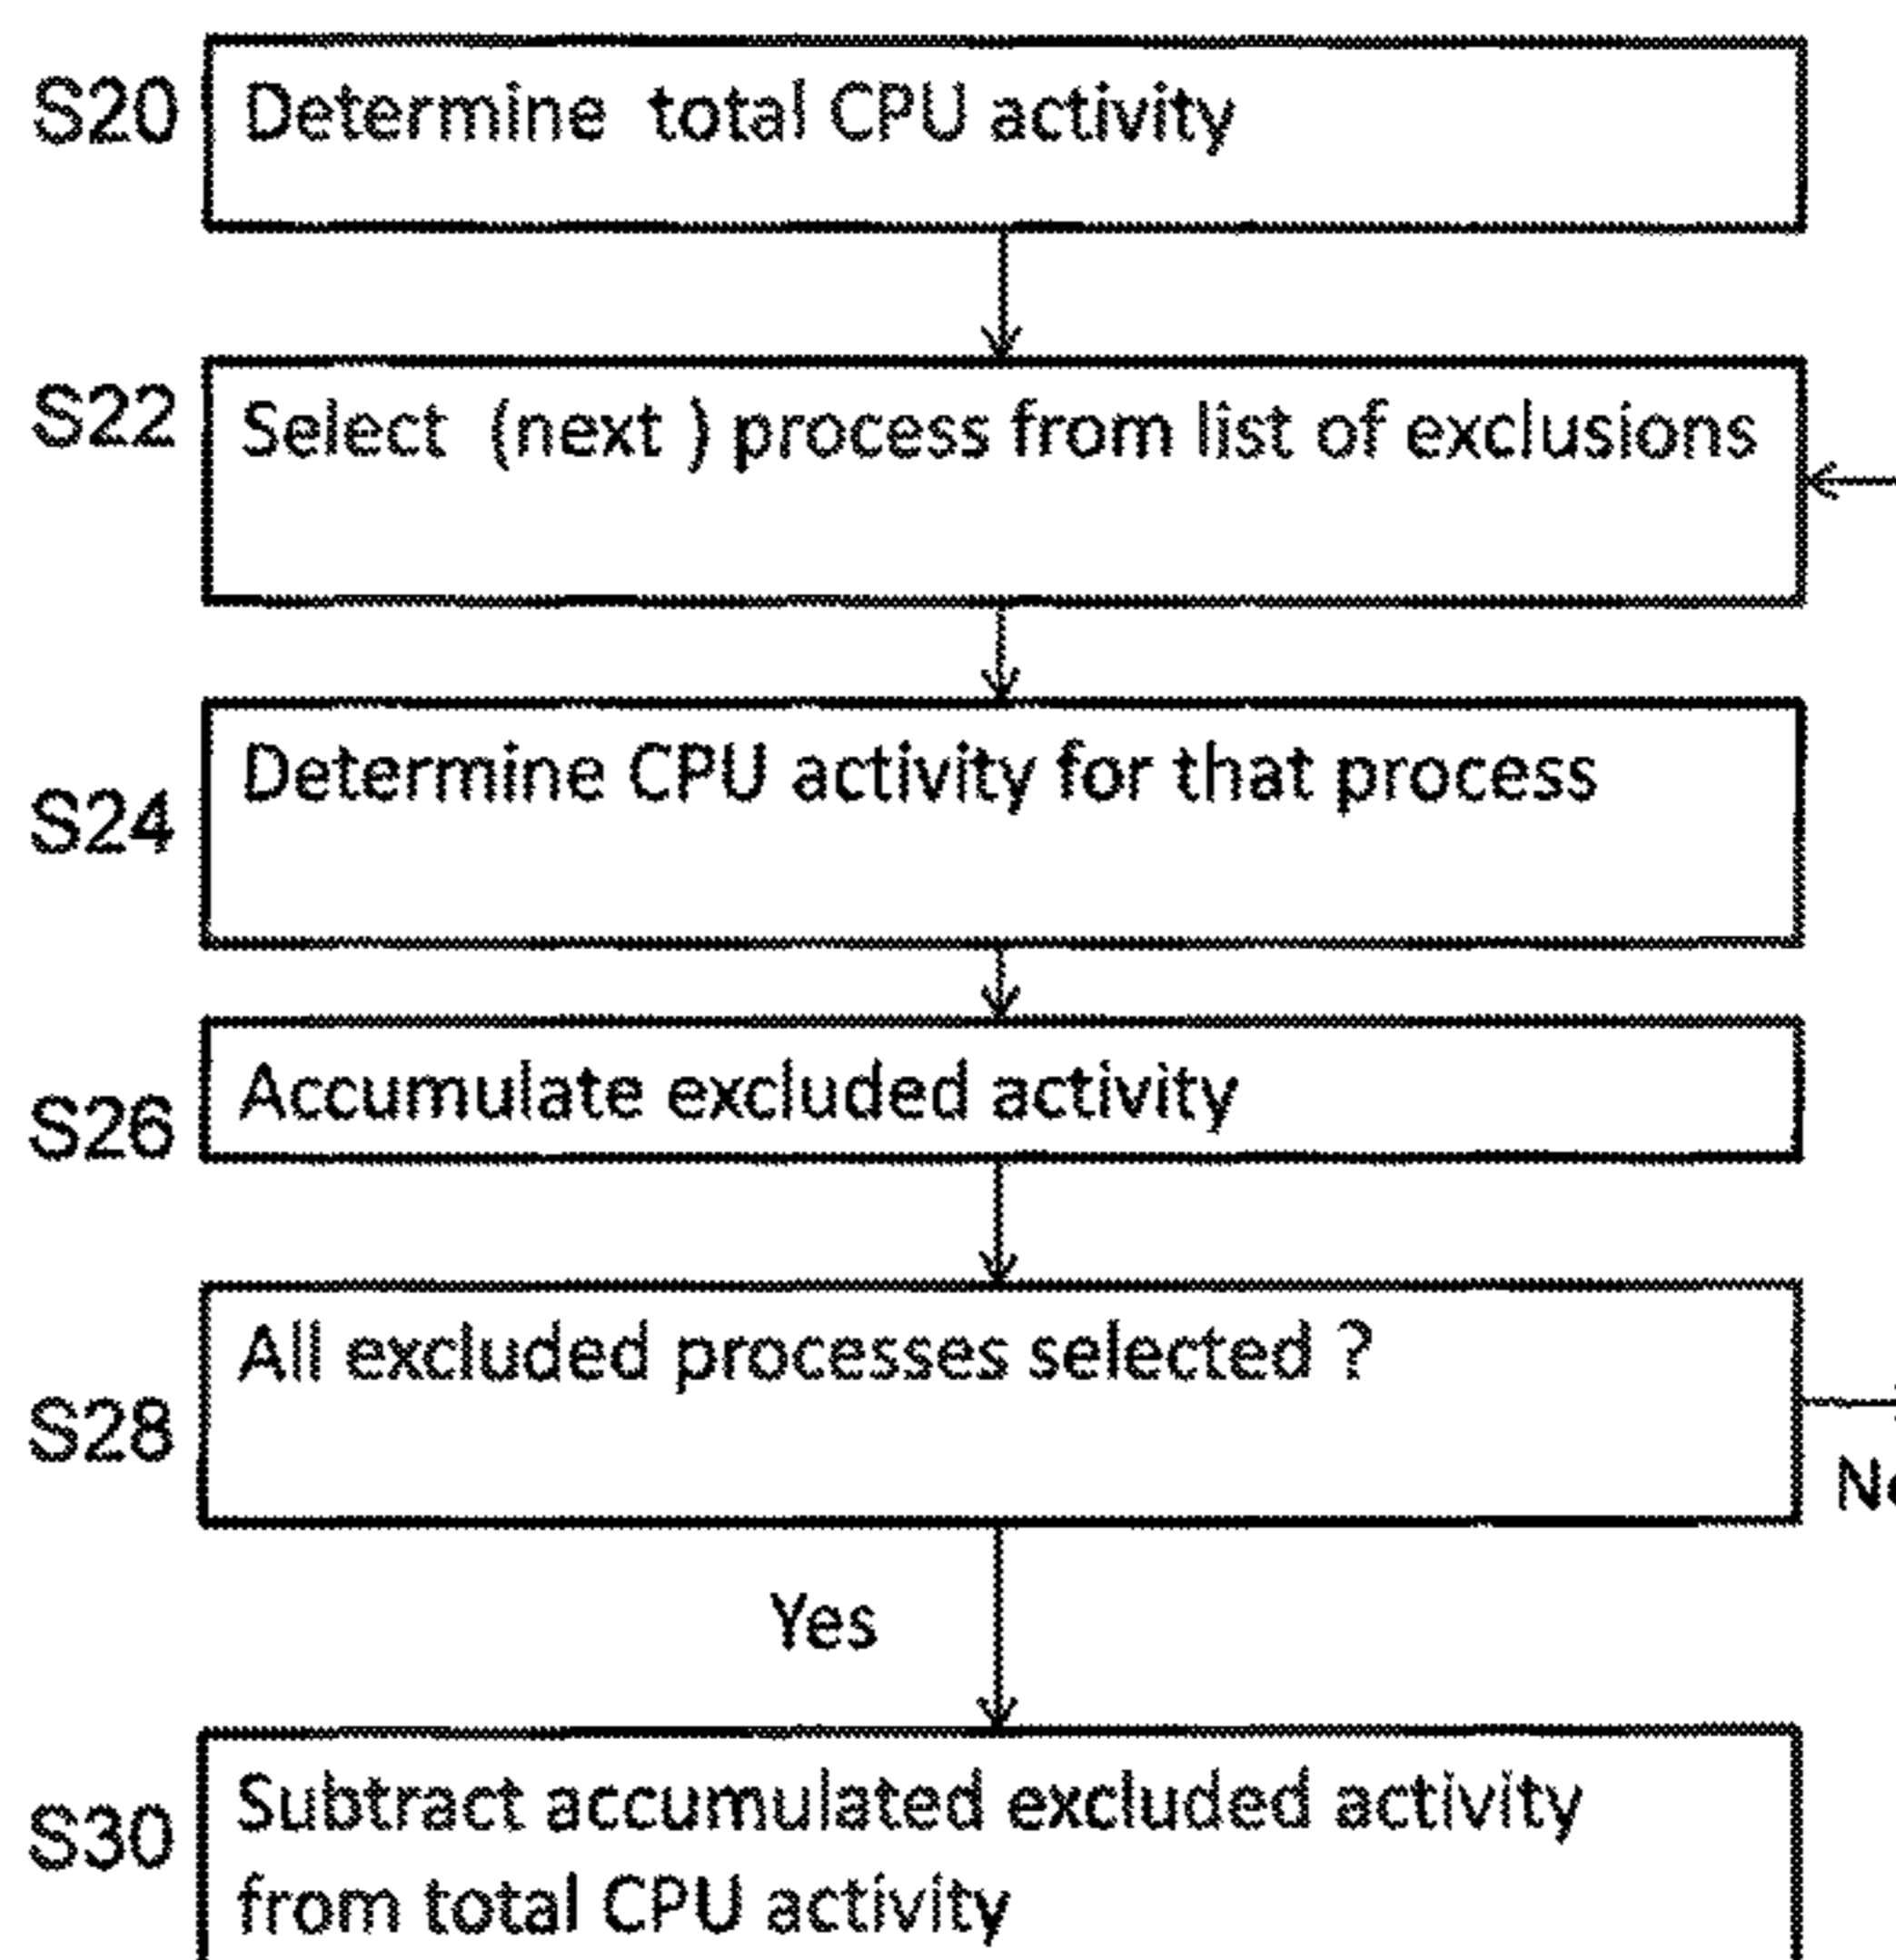 S20
Determine total CPU activity
S22
Select (next ) process from list of exclusions
S24
Determine CPU activity for that process
S26
Accumulate excluded activity
S28
All excluded processes selected ?
Yes
S30
Subtract accumulated excluded activity
from total CPU activity